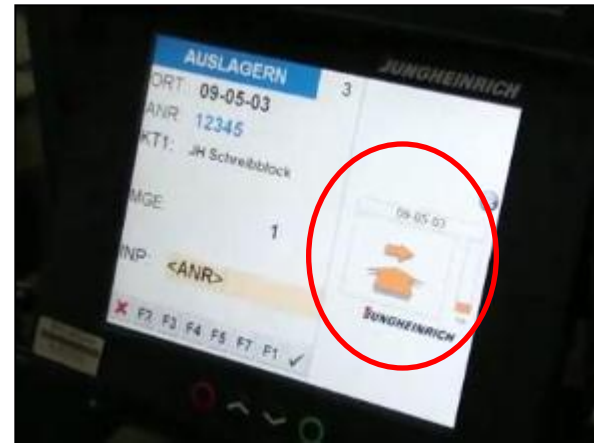 JUNGHEINRICH
AUSLAGERN
3
ORT: 09-05-03
ANR: 12345
KT1: JH Schreibblock
MGE:
1
INP: <ANR>
F2 F3 F4 F5 F7 F1
09-05-03
JUNGHEINRICH